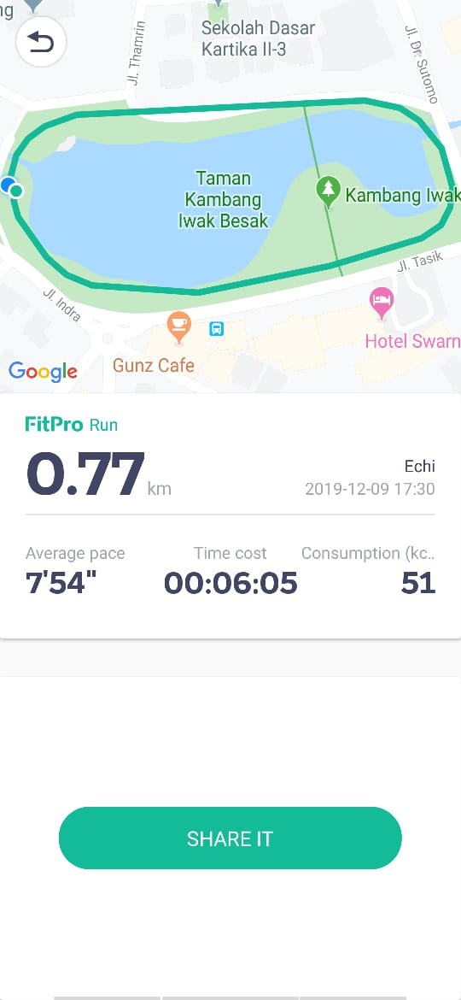 ng
Sekolah Dasar
Kartika II-3
Jl. Thamrin
Jl. Dr. Sutomo
Taman
Kambang
Iwak Besak
Kambang Iwak
Jl. Tasik
Jl. Indra
Gunz Cafe
Hotel Swarn
Google
FitPro Run
0.77 km
Echi
2019-12-09 17:30
Average pace
Time cost
Consumption (kc..
7'54"
00:06:05
51
SHARE IT